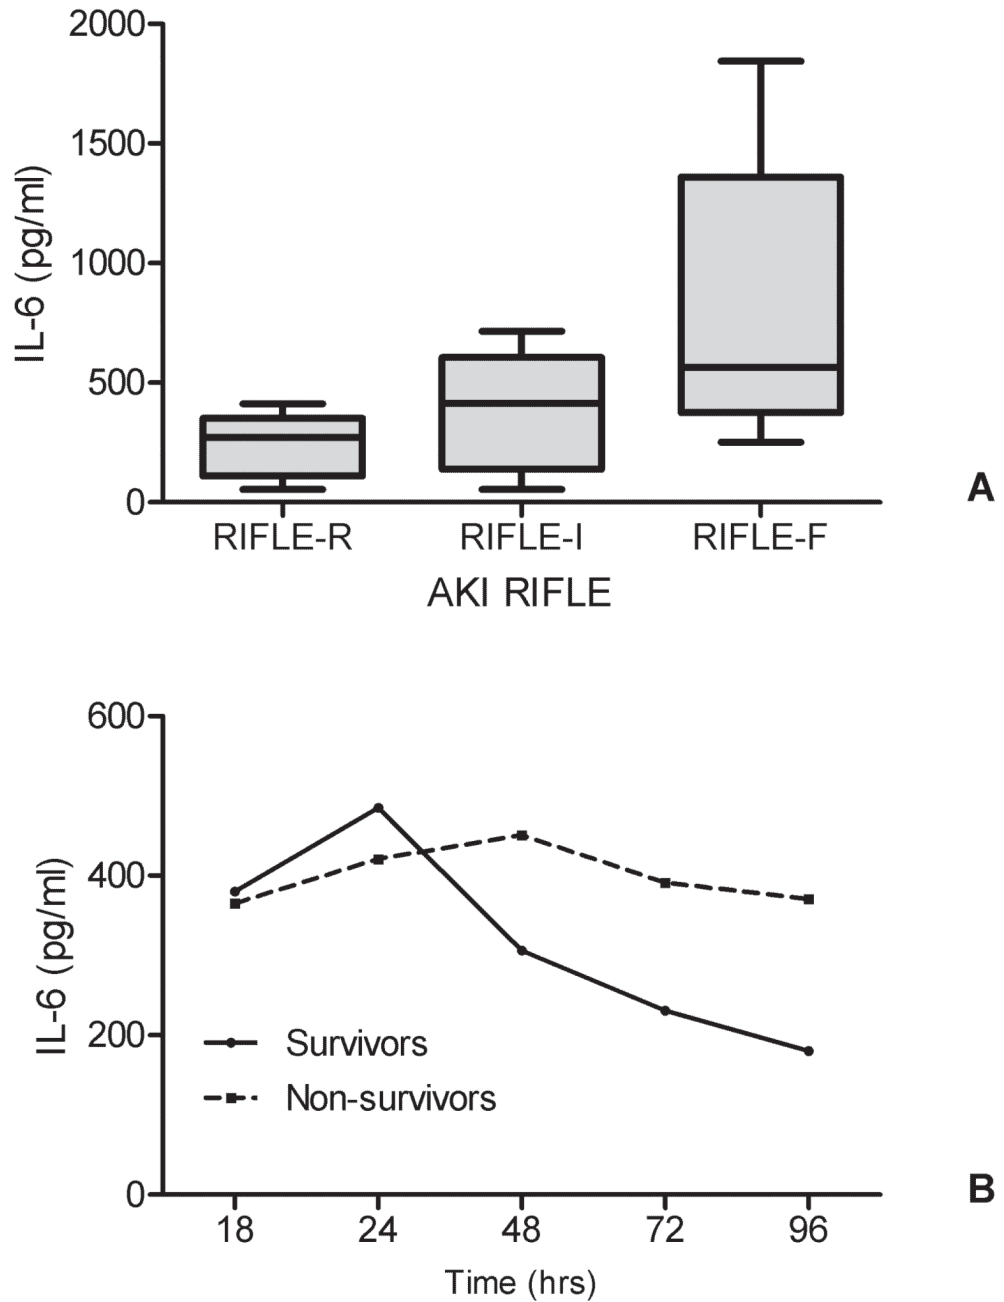 2000
1500
1000
500
0
IL-6 (pg/ml)
RIFLE-R RIFLE-I RIFLE-F
AKI RIFLE
A
600
400
200
0
IL-6 (pg/ml)
Survivors
Non-survivors
18 24 48 72 96
Time (hrs)
B